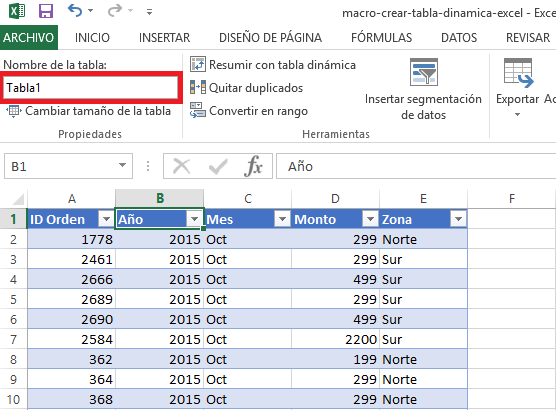 macro-crear-tabla-dinamica-excel - Exce
ARCHIVO INICIO INSERTAR DISEÑO DE PÁGINA FÓRMULAS DATOS REVISAR
Nombre de la tabla:
Tabla1
Cambiar tamaño de la tabla
Propiedades
Resumir con tabla dinámica
Quitar duplicados
Convertir en rango
Insertar segmentación
de datos
Herramientas
Exportar Ac
B1 fx Año
A B C D E F G
1 ID Orden Año Mes Monto Zona
2 1778 2015 Oct 299 Norte
3 2461 2015 Oct 299 Sur
4 2666 2015 Oct 499 Sur
5 2689 2015 Oct 299 Sur
6 2690 2015 Oct 499 Sur
7 2584 2015 Oct 2200 Sur
8 362 2015 Oct 199 Norte
9 364 2015 Oct 299 Norte
10 368 2015 Oct 299 Norte